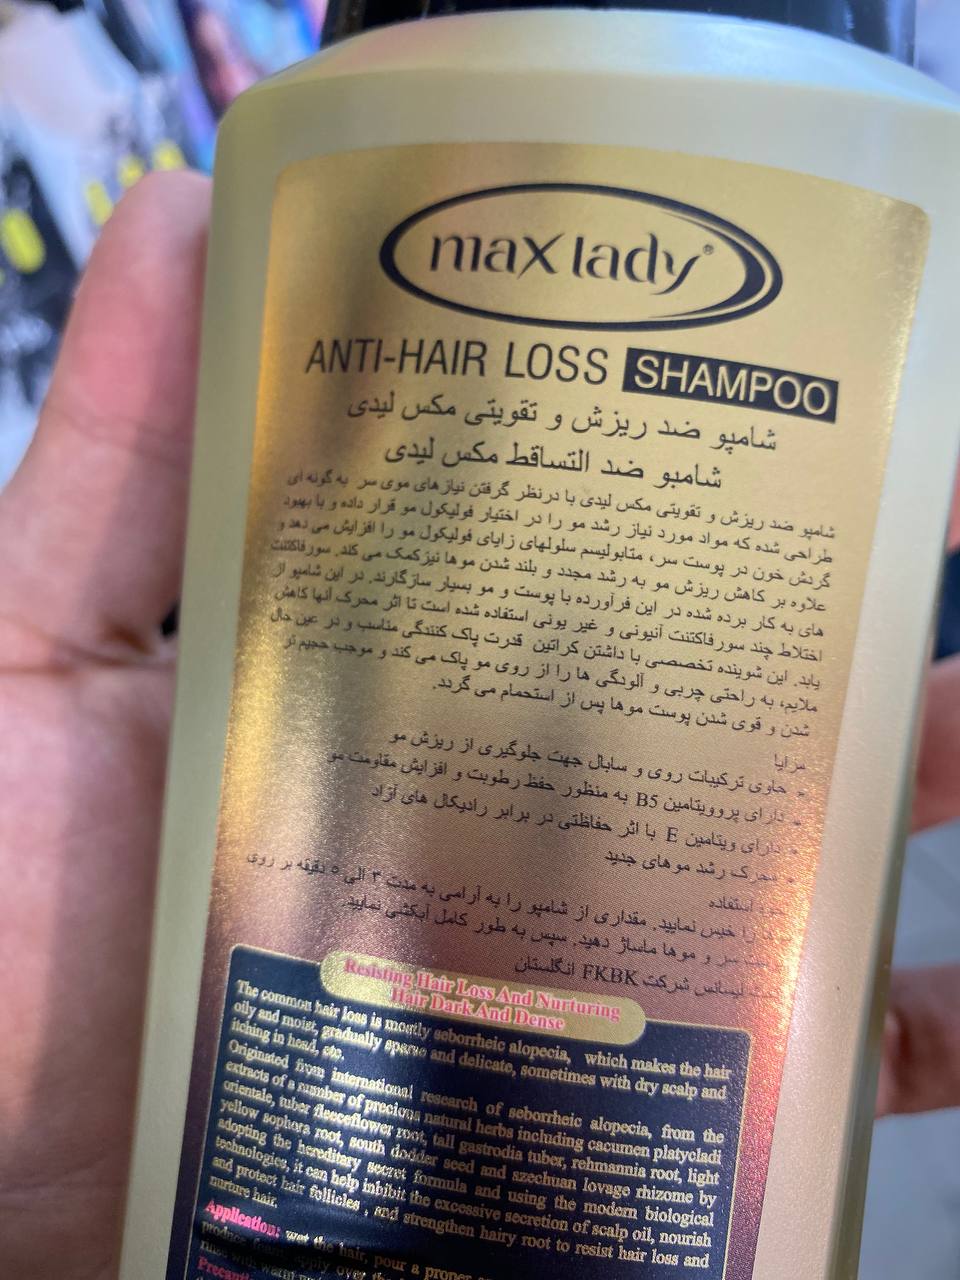 max lady®
ANTI-HAIR LOSS SHAMPOO
شامپو ضد ریزش و تقویتی مکس لیدی
شامبو ضد التساقط مکس لیدی
شامپو ضد ریزش و تقویتی مکس لیدی با درنظر گرفتن نیازهای موی سر به گونه ای
طراحی شده که مواد مورد نیاز رشد مو را در اختیار فولیکول مو قرار داده و با بهبود
گردش خون در پوست سر، متابولیسم سلولهای زایای فولیکول مو را افزایش می دهد و
علاوه بر کاهش ریزش مو به رشد مجدد و بلند شدن موها نیزکمک می کند. سورفاکتنت
های به کار برده شده در این فرآورده با پوست و مو بسیار سازگارند. در این شامپو از
اختلاط چند سورفاکتنت آنیونی و غیر یونی استفاده شده است تا اثر محرک آنها کاهش
یابد. این شوینده تخصصی با داشتن کراتین قدرت پاک کنندگی مناسب و در عین حال
ملایم، به راحتی چربی و آلودگی ها را از روی مو پاک می کند و موجب حجیم تر
شدن و قوی شدن پوست موها پس از استحمام می گردد.
مزایا
- حاوی ترکیبات روی و سابال جهت جلوگیری از ریزش مو
- دارای پروویتامین B5 به منظور حفظ رطوبت و افزایش مقاومت مو
- دارای ویتامین E با اثر حفاظتی در برابر رادیکال های آزاد
- محرک رشد موهای جدید
استفاده
را خیس نمایید. مقداری از شامپو را به آرامی به مدت ۳ الی ۵ دقیقه بر روی
سر و موها ماساژ دهید. سپس به طور کامل آبکشی نمایید.
لیسانس شرکت FKBK انگلستان
Resisting Hair Loss And Nurturing
Hair Dark And Dense
The common hair loss is mostly seborrheic alopecia, which makes the hair
oily and moist, gradually sparse and delicate, sometimes with dry scalp and
itching in head, etc.
Originated from international research of seborrheic alopecia, from the
extracts of a number of precious natural herbs including cacumen platycladi
orientale, tuber fleeceflower root, tall gastrodia tuber, rehmannia root, light
yellow sophora root, south dodder seed and szechuan lovage rhizome by
adopting the hereditary secret formula and using the modern biological
technologies, it can help inhibit the excessive secretion of scalp oil, nourish
and protect hair follicles , and strengthen hairy root to resist hair loss and
nurture hair.
Application: wet the hair, pour a proper
produce foam, apply over the